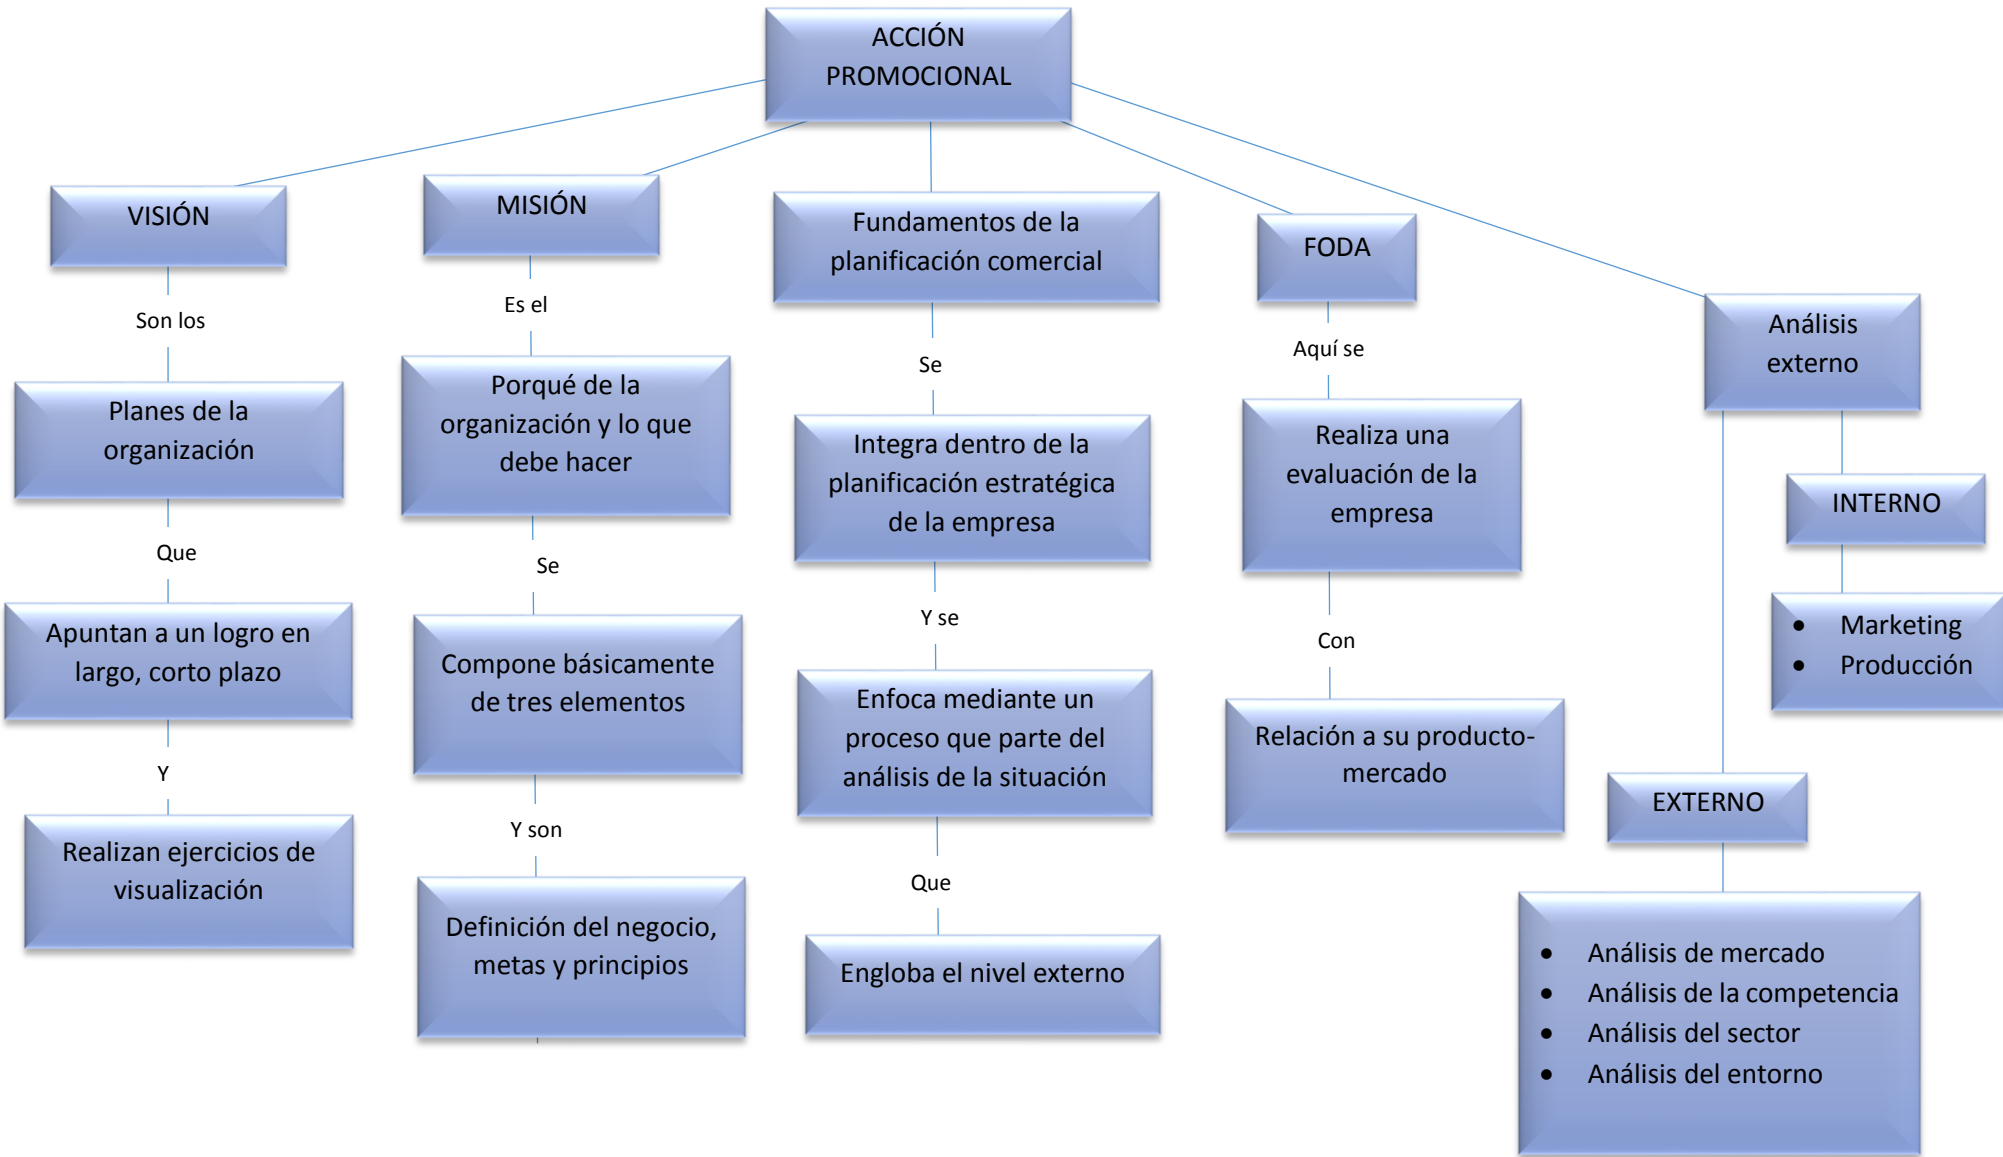 ACCIÓN
PROMOCIONAL
VISIÓN
Son los
Planes de la
organización
Que
Apuntan a un logro en
largo, corto plazo
Y
Realizan ejercicios de
visualización
MISIÓN
Es el
Porqué de la
organización y lo que
debe hacer
Se
Compone básicamente
de tres elementos
Y son
Definición del negocio,
metas y principios
Fundamentos de la
planificación comercial
Se
Integra dentro de la
planificación estratégica
de la empresa
Y se
Enfoca mediante un
proceso que parte del
análisis de la situación
Que
Engloba el nivel externo
FODA
Aquí se
Realiza una
evaluación de la
empresa
Con
Relación a su producto-
mercado
Análisis
externo
INTERNO
• Marketing
• Producción
EXTERNO
• Análisis de mercado
• Análisis de la competencia
• Análisis del sector
• Análisis del entorno